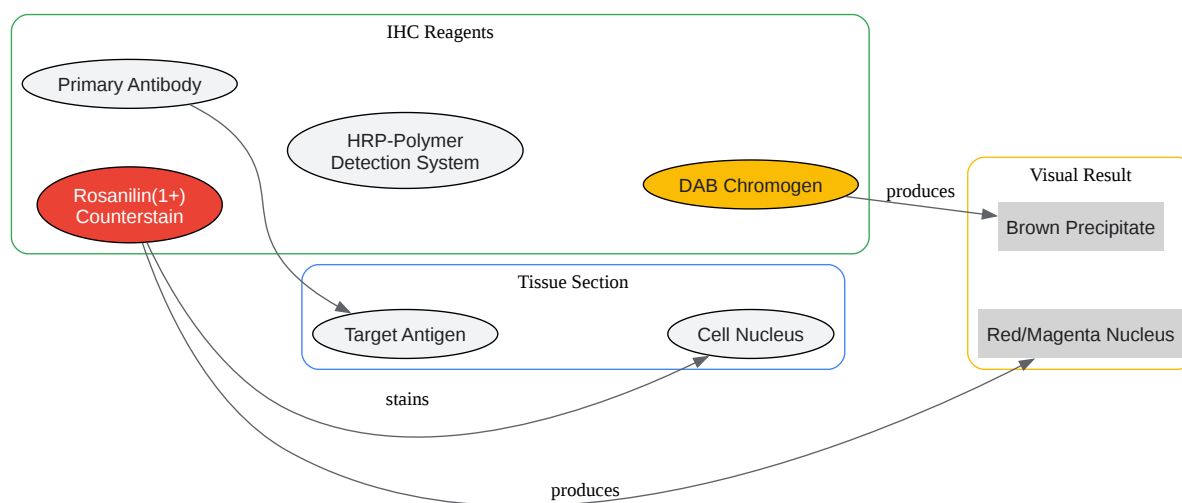 IHC Reagents
Primary Antibody
HRP-Polymer
Detection System
Rosanilin(1+)
Counterstain
DAB Chromogen
produces
Visual Result
Brown Precipitate
Tissue Section
Target Antigen
Cell Nucleus
Red/Magenta Nucleus
stains
produces